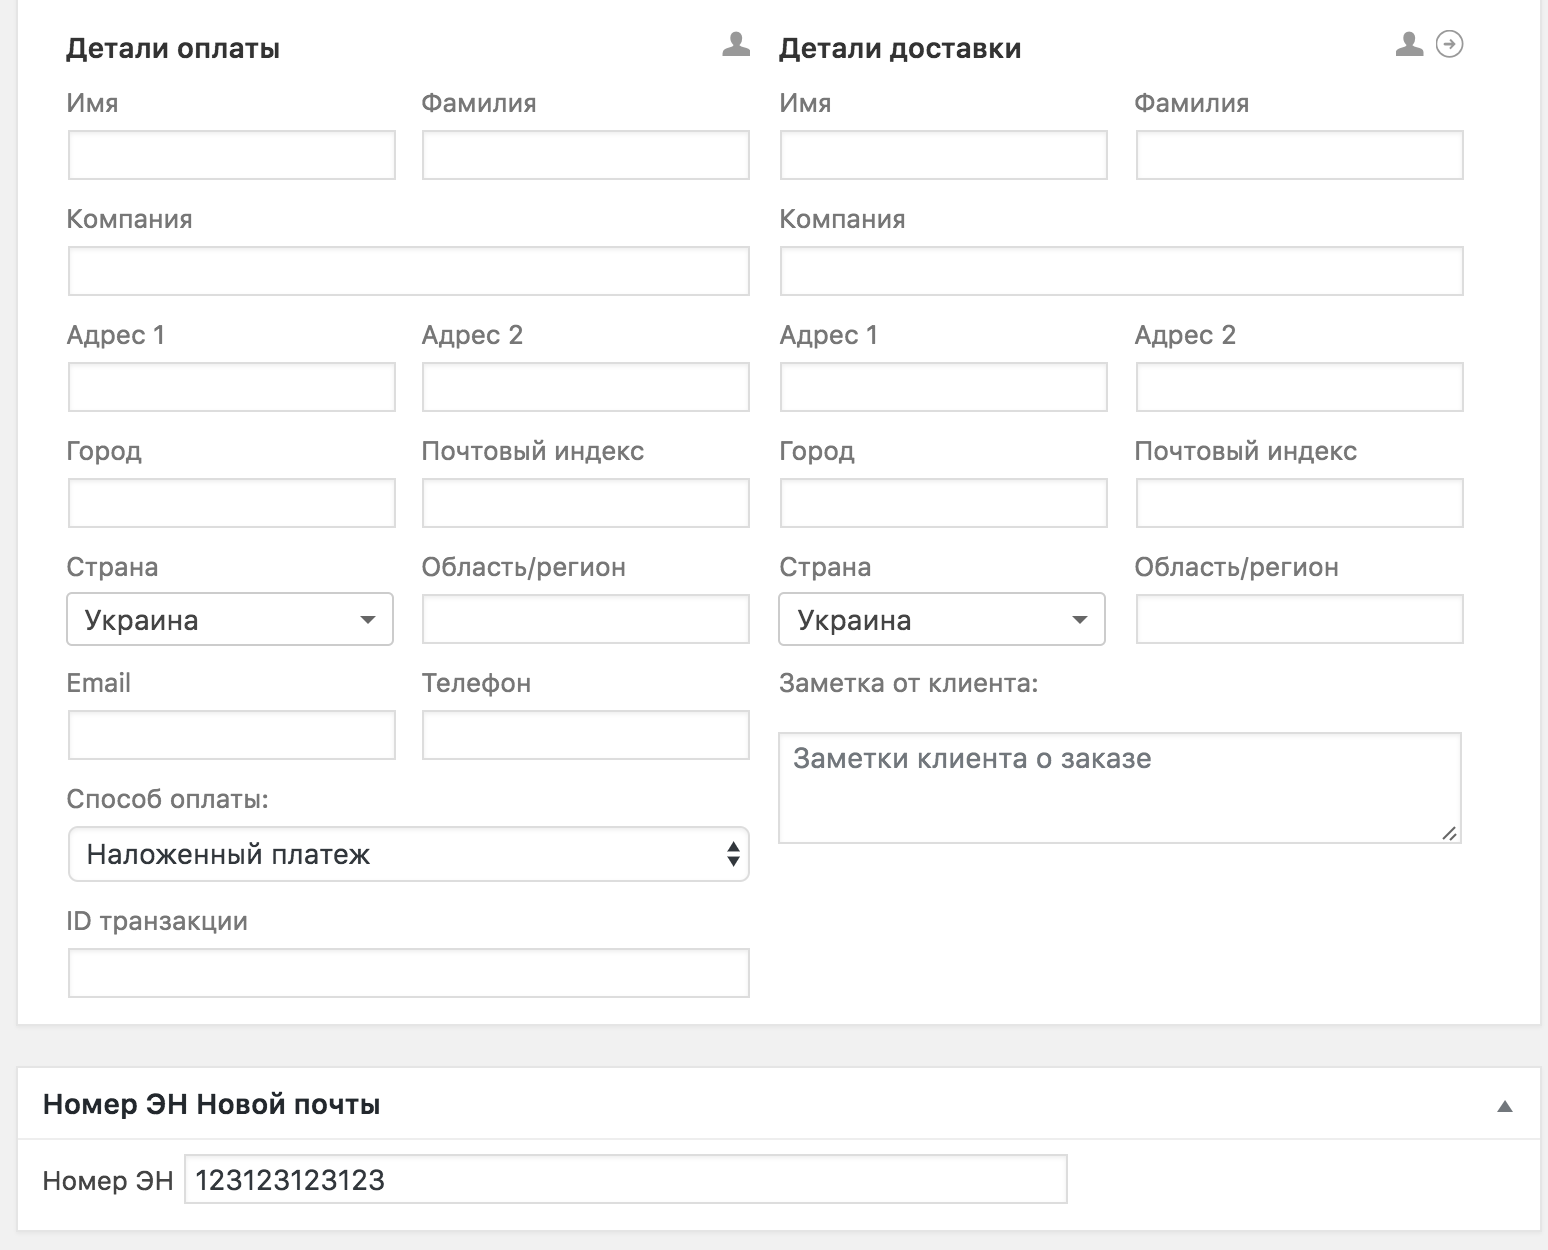 Детали оплаты
Имя Фамилия
Компания
Адрес 1 Адрес 2
Город Почтовый индекс
Страна Область/регион
Украина
Email Телефон
Способ оплаты:
Наложенный платеж
ID транзакции
Детали доставки
Имя Фамилия
Компания
Адрес 1 Адрес 2
Город Почтовый индекс
Страна Область/регион
Украина
Заметка от клиента:
Заметки клиента о заказе
Номер ЭН Новой почты
Номер ЭН 123123123123